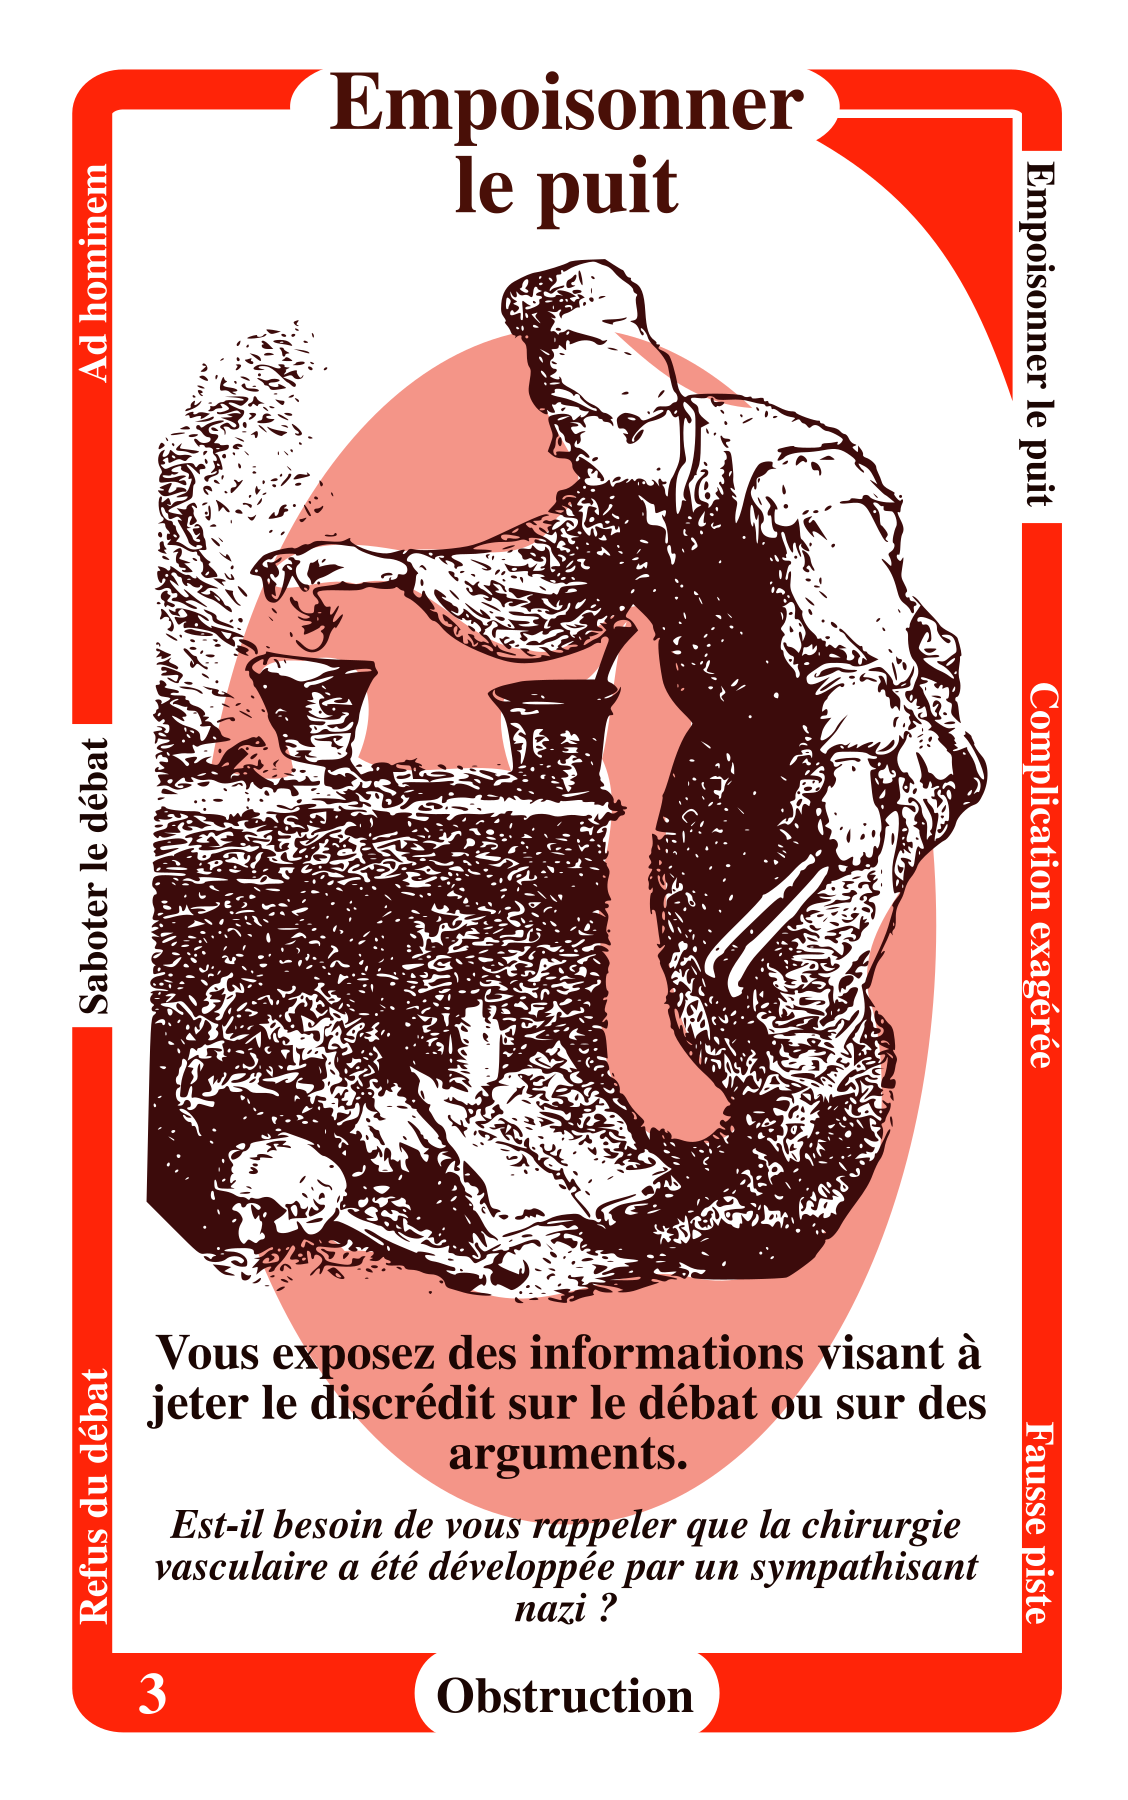 Empoisonner
le puit
Ad hominem
Saboter le débat
Refus du débat
Empoisonner le puit
Complication exagérée
Fausse piste
Vous exposez des informations visant à
jeter le discrédit sur le débat ou sur des
arguments.
Est-il besoin de vous rappeler que la chirurgie
vasculaire a été développée par un sympathisant
nazi ?
3
Obstruction